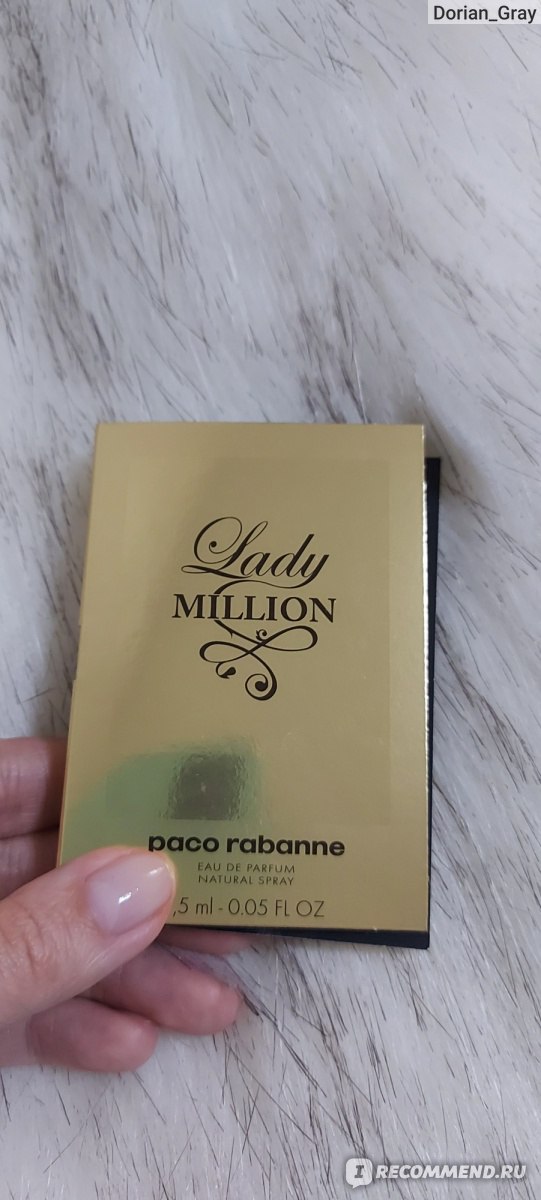 Dorian_Gray
Lady
MILLION
paco rabanne
EAU DE PARFUM
NATURAL SPRAY
,5 ml - 0.05 FL OZ
I RECOMMEND.RU